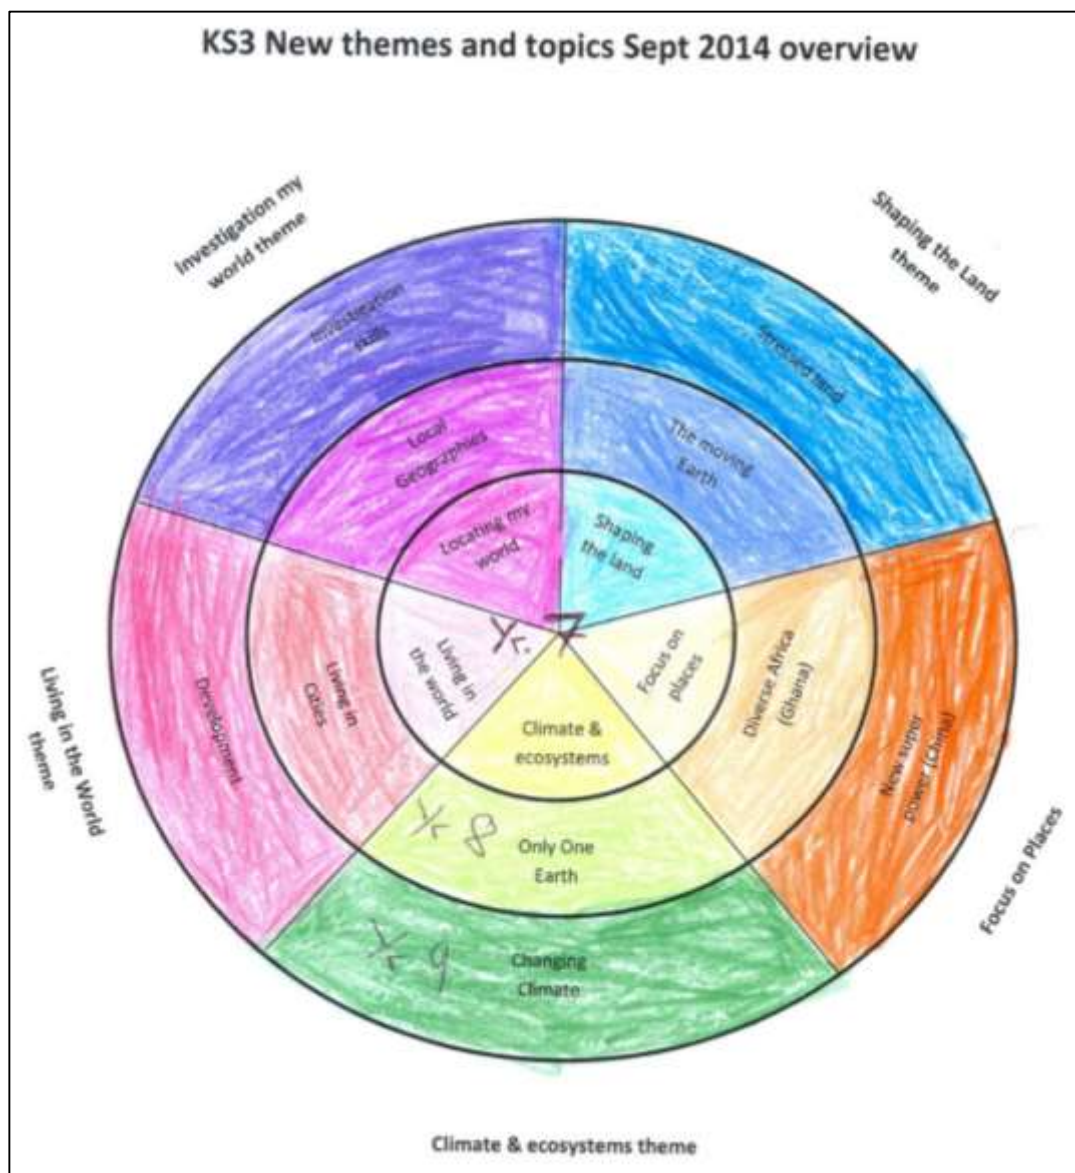 KS3 New themes and topics Sept 2014 overview
Investigation my
world theme
Shaping the Land
theme
Investigation
skills
Stressed land
Local
Geographies
The moving
Earth
Locating my
world
Shaping
the land
Yr. 7
Living in
the world
Focus on
places
Living in
Cities
Diverse Africa
(Ghana)
Development
New super
power (China)
Climate &
ecosystems
Yr 8
Only One
Earth
Yr 9
Changing
Climate
Living in the World
theme
Focus on Places
Climate & ecosystems theme